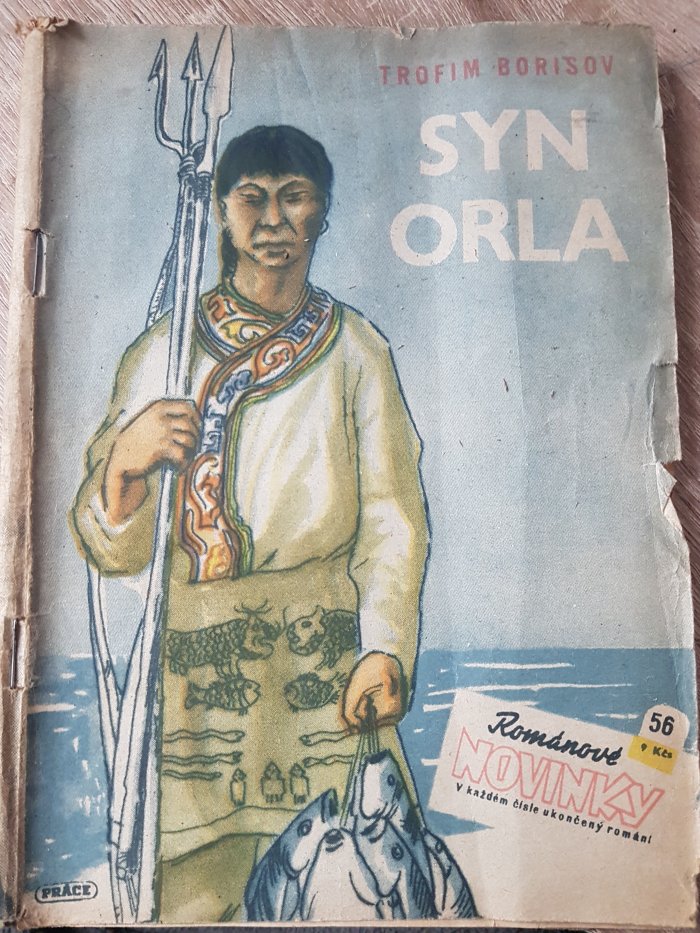 TROFIM BORISOV
SYN
ORLA
56
9 Kčs
Románové
NOVINKY
V každém čísle ukončený román!
PRÁCE